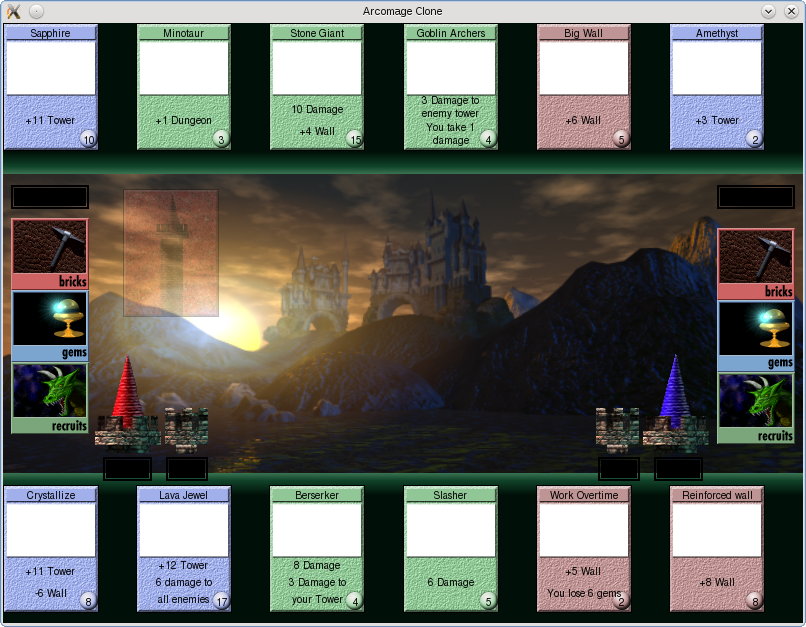 Arcomage Clone
Sapphire
+11 Tower
10
Minotaur
+1 Dungeon
3
Stone Giant
10 Damage
+4 Wall
15
Goblin Archers
3 Damage to
enemy tower
You take 1
damage
4
Big Wall
+6 Wall
5
Amethyst
+3 Tower
2
bricks
gems
recruits
bricks
gems
recruits
Crystallize
+11 Tower
-6 Wall
8
Lava Jewel
+12 Tower
6 damage to
all enemies
17
Berserker
8 Damage
3 Damage to
your Tower
4
Slasher
6 Damage
5
Work Overtime
+5 Wall
You lose 6 gems
2
Reinforced wall
+8 Wall
8